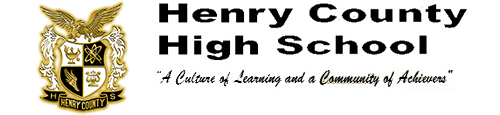 Henry County
High School
"A Culture of Learning and a Community of Achievers"
HENRY COUNTY
H S